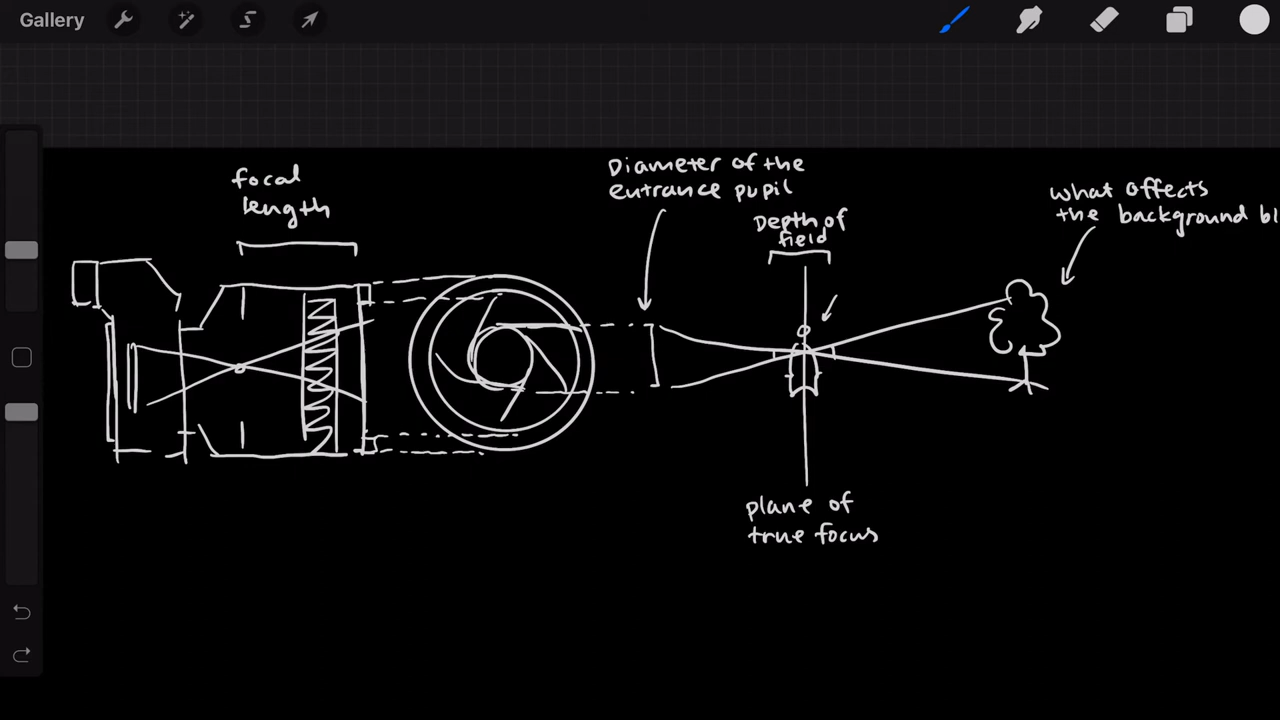 Gallery
focal
length
Diameter of the
entrance pupil
Depth of
field
what affects
the background bl
plane of
true focus